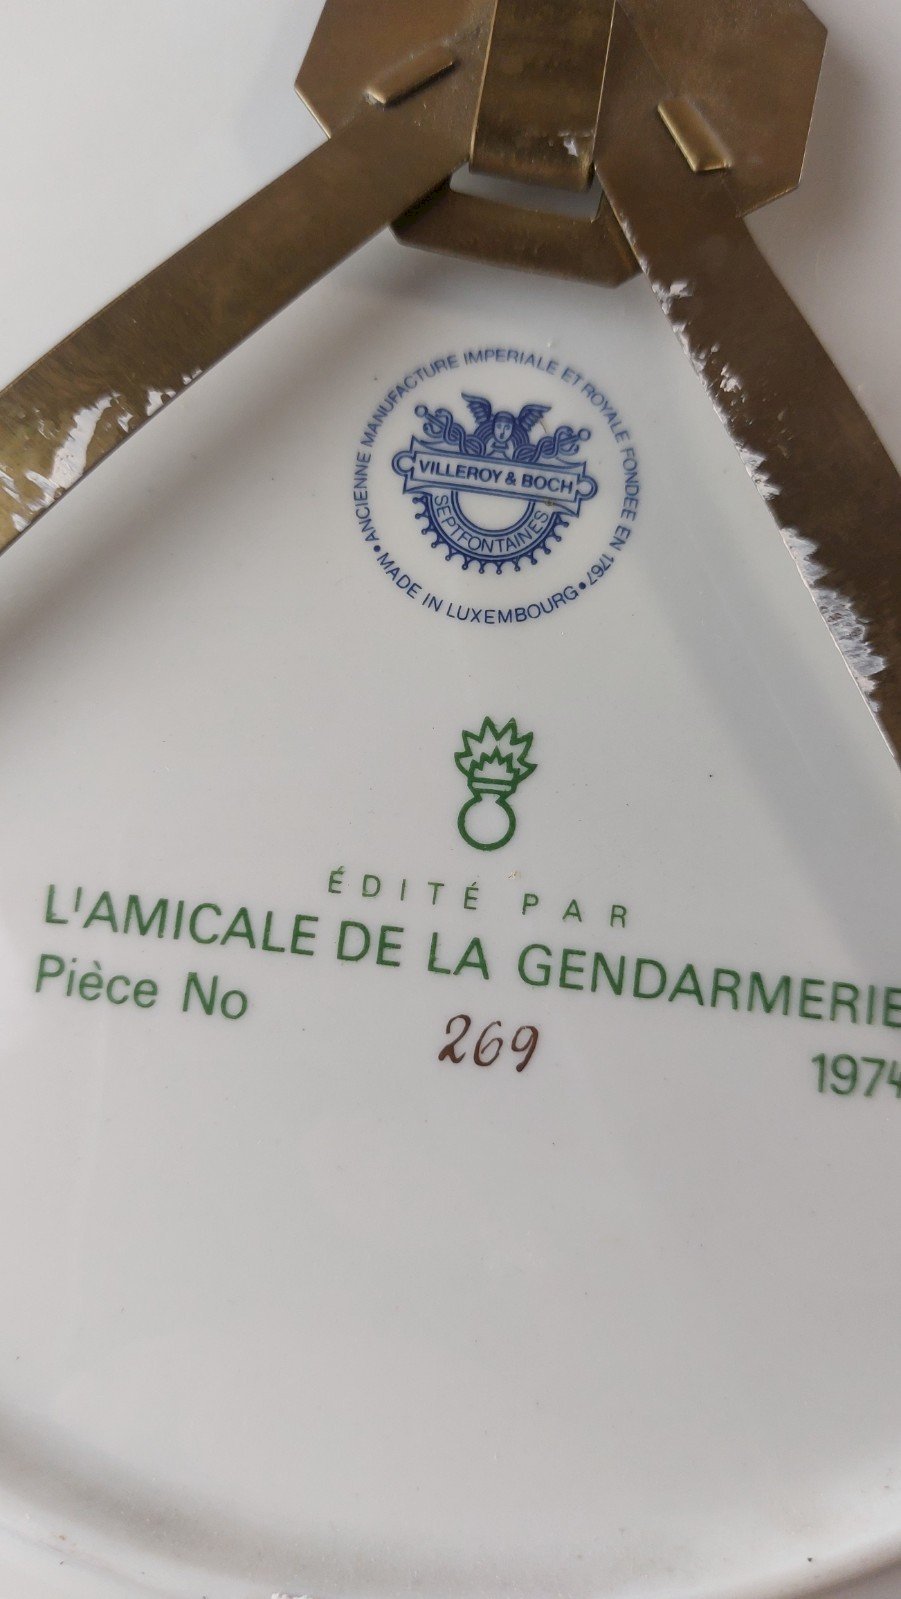 •ANCIENNE MANUFACTURE IMPERIALE ET ROYALE FONDEE EN 1767•
VILLEROY & BOCH
SEPTFONTAINES
MADE IN LUXEMBOURG
ÉDITÉ PAR
L'AMICALE DE LA GENDARMERIE
Pièce No 269 1974